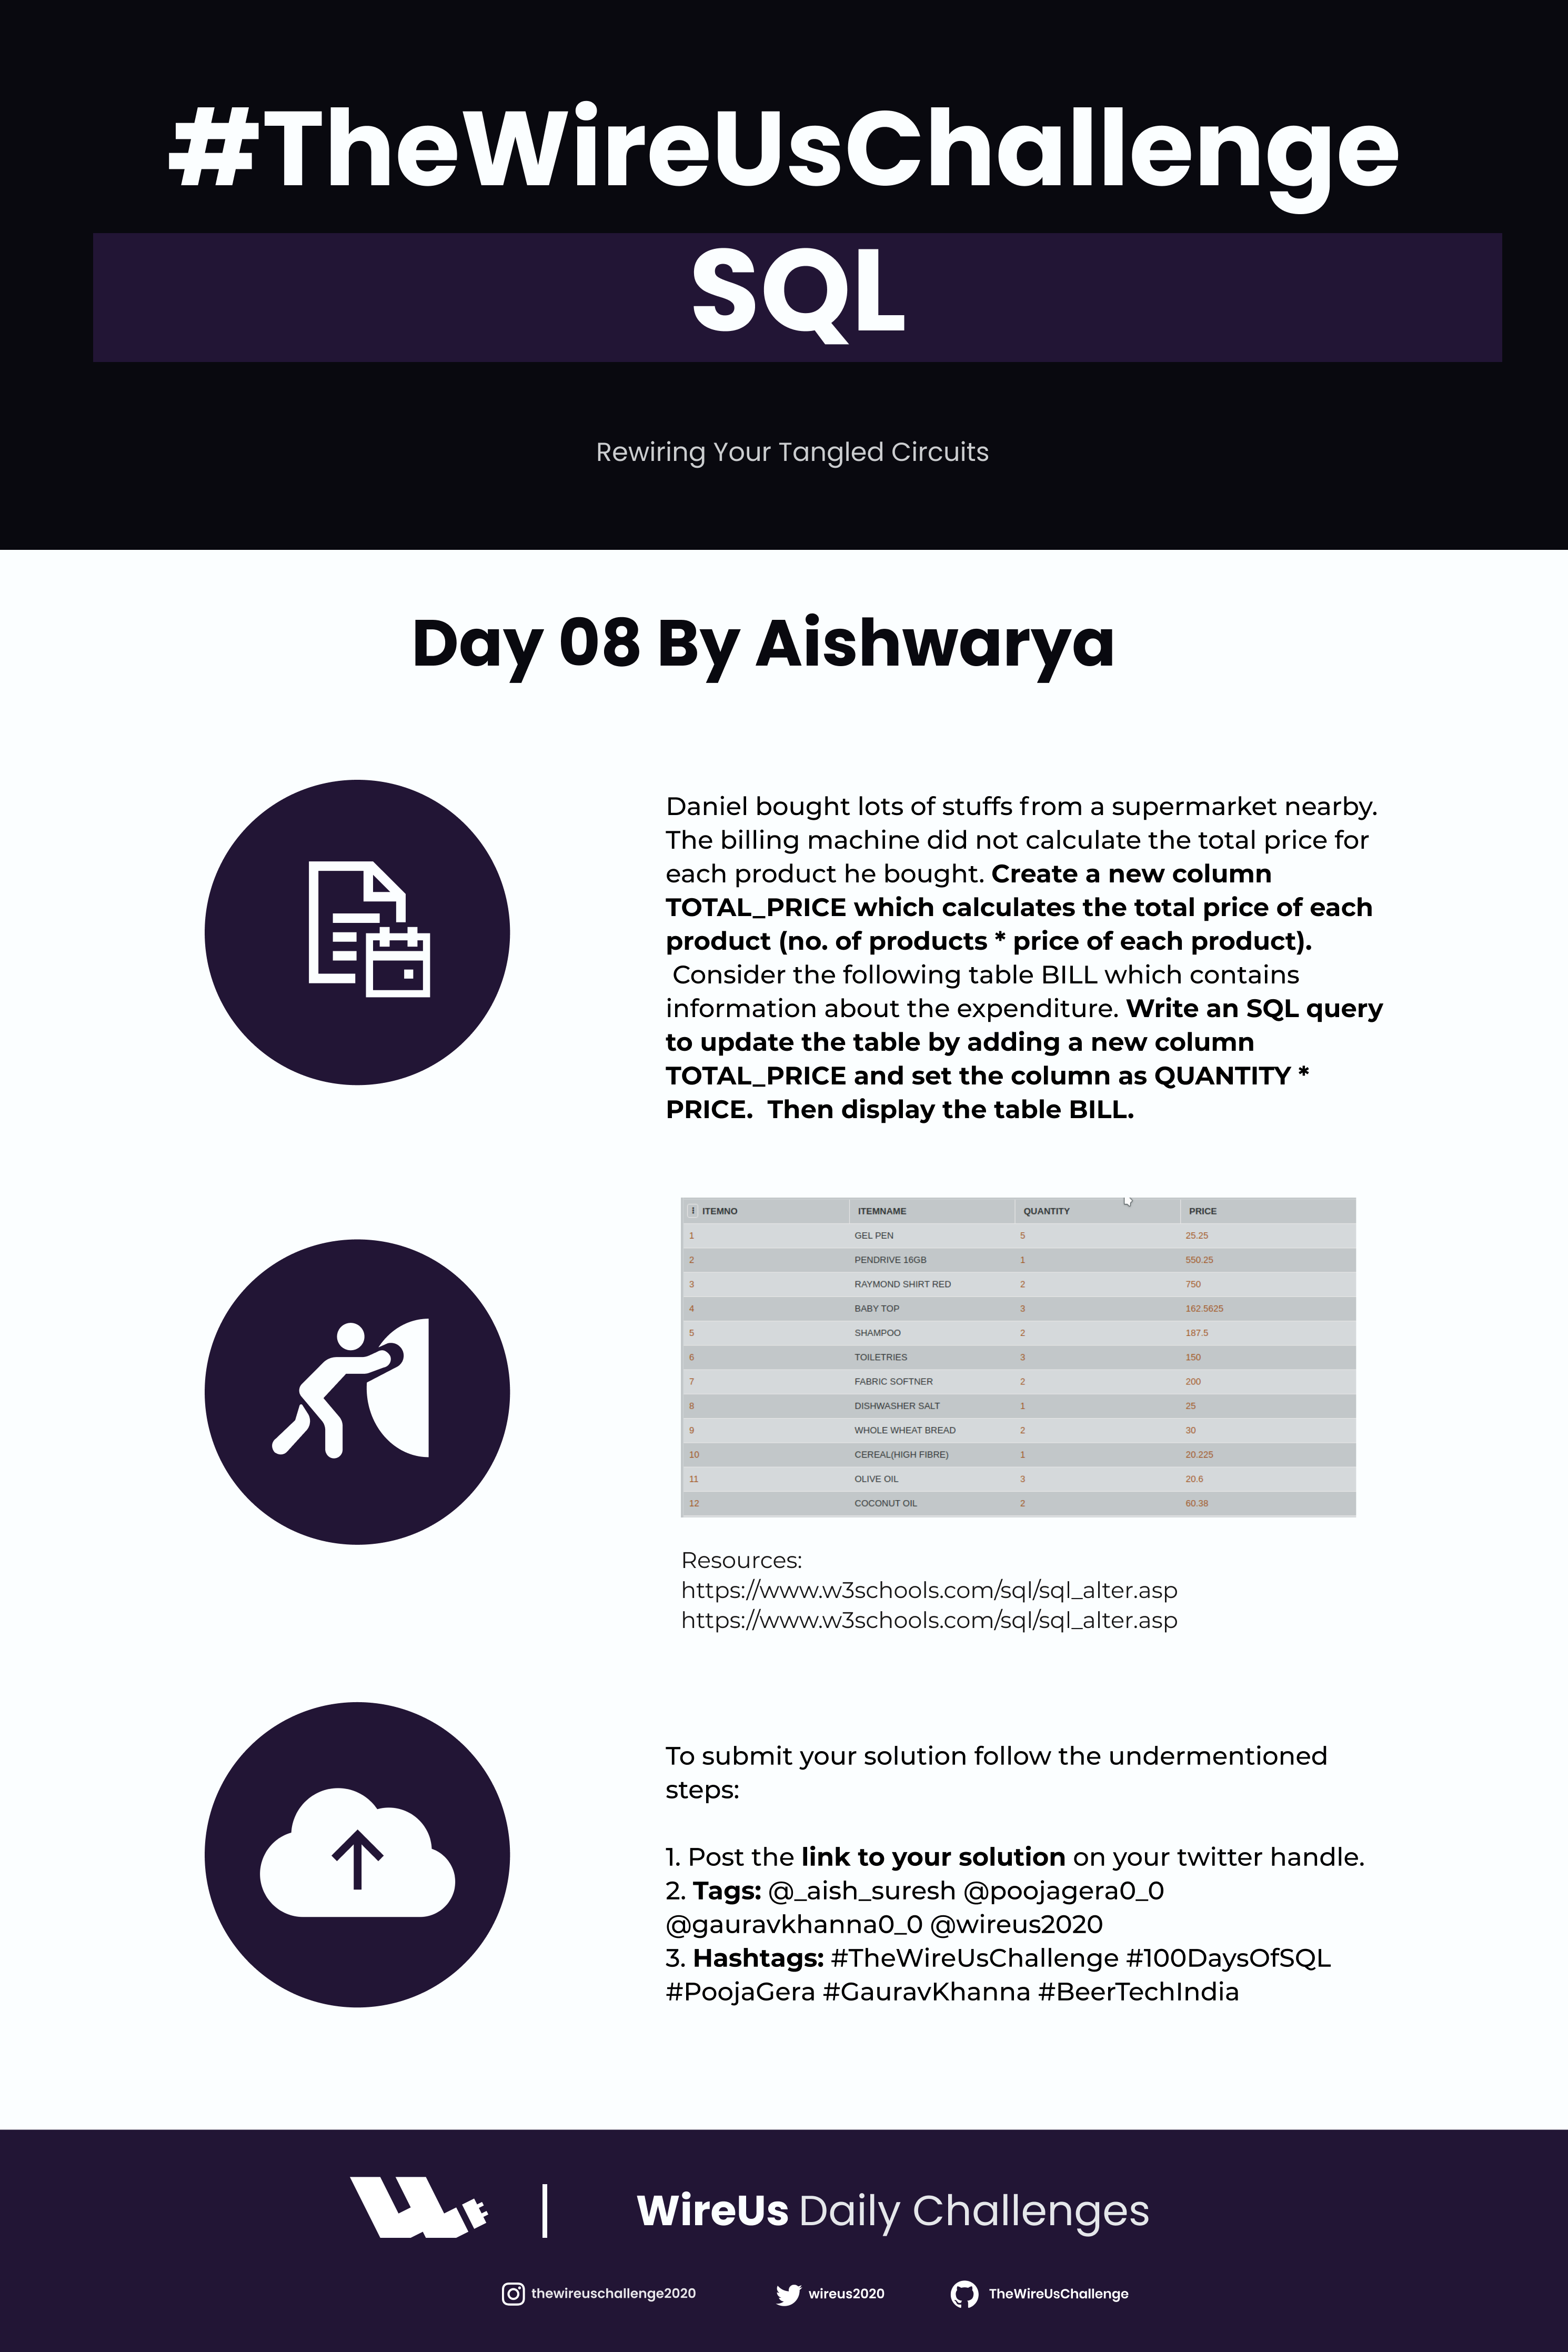 #TheWireUsChallenge
SQL
Rewiring Your Tangled Circuits
Day 08 By Aishwarya
Daniel bought lots of stuffs from a supermarket nearby.
The billing machine did not calculate the total price for
each product he bought. Create a new column
TOTAL_PRICE which calculates the total price of each
product (no. of products * price of each product).
Consider the following table BILL which contains
information about the expenditure. Write an SQL query
to update the table by adding a new column
TOTAL_PRICE and set the column as QUANTITY *
PRICE.  Then display the table BILL.
ITEMNO ITEMNAME QUANTITY PRICE
1 GEL PEN 5 25.25
2 PENDRIVE 16GB 1 550.25
3 RAYMOND SHIRT RED 2 750
4 BABY TOP 3 162.5625
5 SHAMPOO 2 187.5
6 TOILETRIES 3 150
7 FABRIC SOFTNER 2 200
8 DISHWASHER SALT 1 25
9 WHOLE WHEAT BREAD 2 30
10 CEREAL(HIGH FIBRE) 1 20.225
11 OLIVE OIL 3 20.6
12 COCONUT OIL 2 60.38
Resources:
https://www.w3schools.com/sql/sql_alter.asp
https://www.w3schools.com/sql/sql_alter.asp
To submit your solution follow the undermentioned
steps:
1. Post the link to your solution on your twitter handle.
2. Tags: @_aish_suresh @poojagera0_0
@gauravkhanna0_0 @wireus2020
3. Hashtags: #TheWireUsChallenge #100DaysOfSQL
#PoojaGera #GauravKhanna #BeerTechIndia
WireUs Daily Challenges
thewireuschallenge2020 wireus2020 TheWireUsChallenge